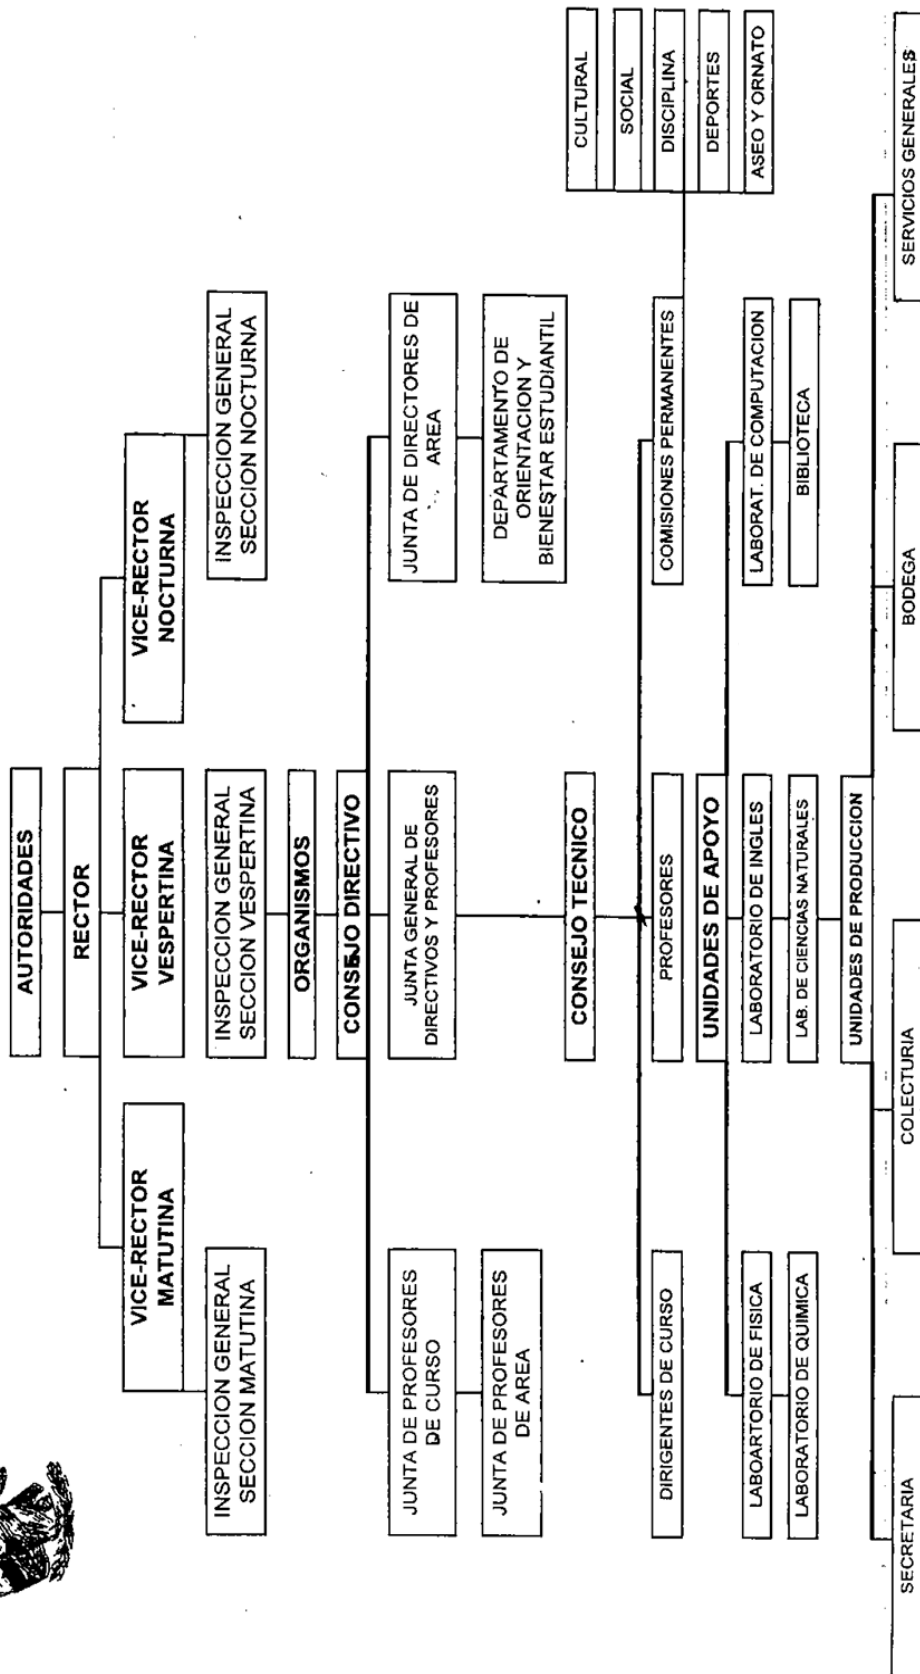 AUTORIDADES
RECTOR
VICE-RECTOR
MATUTINA
VICE-RECTOR
VESPERTINA
VICE-RECTOR
NOCTURNA
INSPECCION GENERAL
SECCION MATUTINA
INSPECCION GENERAL
SECCION VESPERTINA
INSPECCION GENERAL
SECCION NOCTURNA
ORGANISMOS
CONSEJO DIRECTIVO
JUNTA DE PROFESORES
DE CURSO
JUNTA GENERAL DE
DIRECTIVOS Y PROFESORES
JUNTA DE DIRECTORES DE
AREA
JUNTA DE PROFESORES
DE AREA
DEPARTAMENTO DE
ORIENTACION Y
BIENESTAR ESTUDIANTIL
CONSEJO TECNICO
DIRIGENTES DE CURSO
PROFESORES
COMISIONES PERMANENTES
CULTURAL
SOCIAL
DISCIPLINA
DEPORTES
ASEO Y ORNATO
UNIDADES DE APOYO
LABOARTORIO DE FISICA
LABORATORIO DE INGLES
LABORAT. DE COMPUTACION
LABORATORIO DE QUIMICA
LAB. DE CIENCIAS NATURALES
BIBLIOTECA
UNIDADES DE PRODUCCION
SECRETARIA
COLECTURIA
BODEGA
SERVICIOS GENERALES